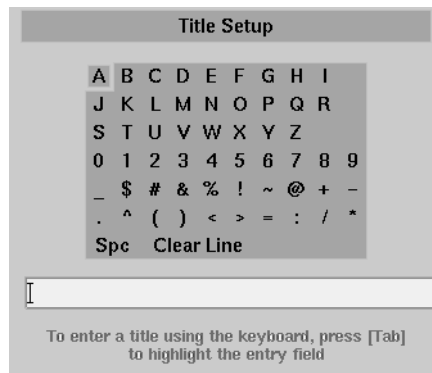 Title Setup
A B C D E F G H I
J K L M N O P Q R
S T U V W X Y Z
0 1 2 3 4 5 6 7 8 9
_ $ # & % ! ~ @ + -
. ^ ( ) < > = : / *
Spc Clear Line
To enter a title using the keyboard, press [Tab]
to highlight the entry field